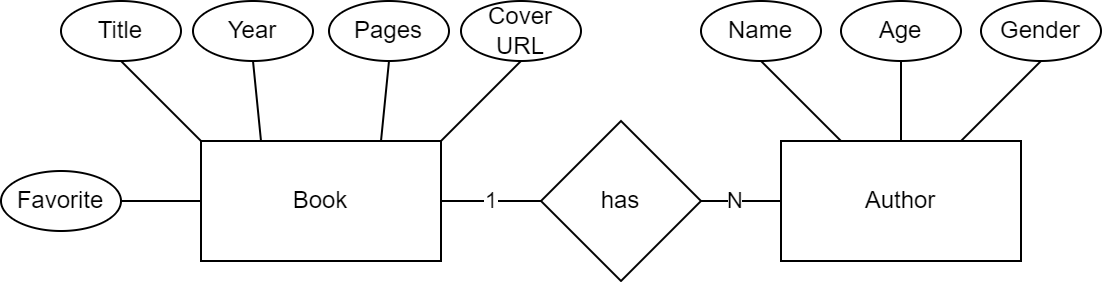 Title
Year
Pages
Cover
URL
Name
Age
Gender
Favorite
Book
1
has
N
Author